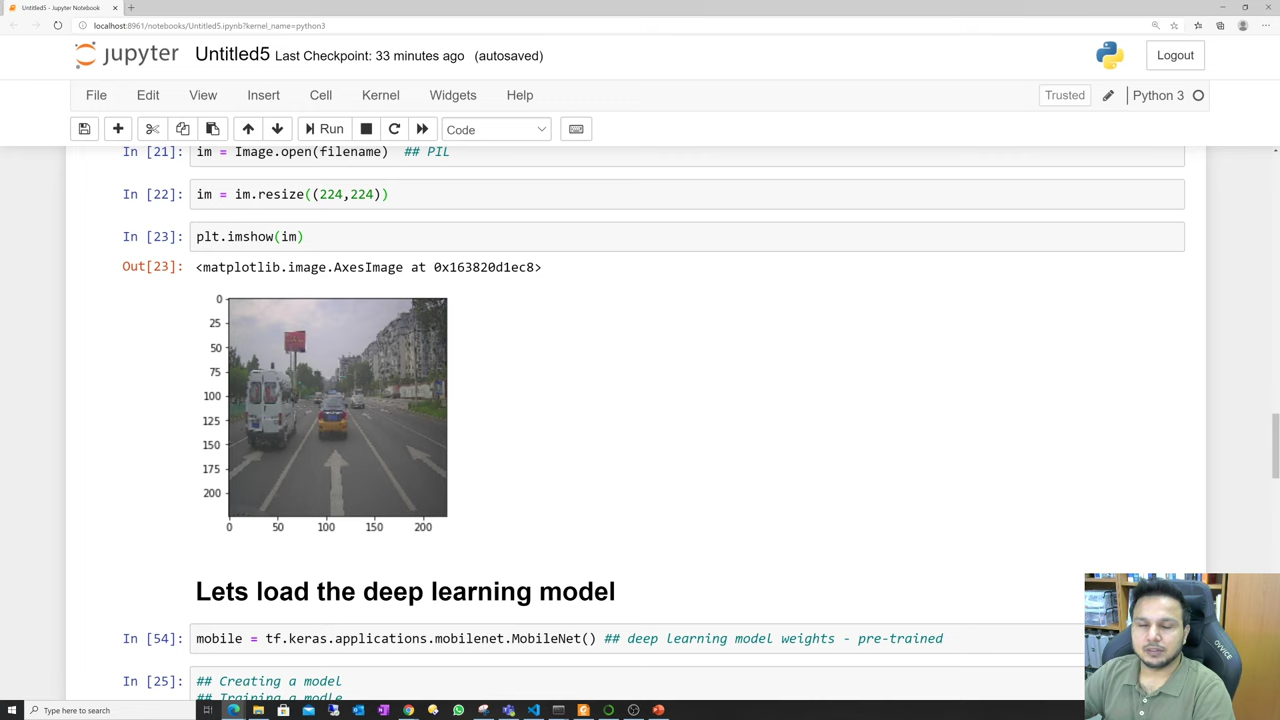 Untitled5 - Jupyter Notebook
localhost:8961/notebooks/Untitled5.ipynb?kernel_name=python3
jupyter Untitled5 Last Checkpoint: 33 minutes ago (autosaved)
Logout
File Edit View Insert Cell Kernel Widgets Help
Trusted Python 3
Run Code
In [21]: im = Image.open(filename) ## PIL
In [22]: im = im.resize((224,224))
In [23]: plt.imshow(im)
Out[23]: <matplotlib.image.AxesImage at 0x163820d1ec8>
0
25
50
75
100
125
150
175
200
0 50 100 150 200
Lets load the deep learning model
In [54]: mobile = tf.keras.applications.mobilenet.MobileNet() ## deep learning model weights - pre-trained
In [25]: ## Creating a model
## Training a modle
Type here to search